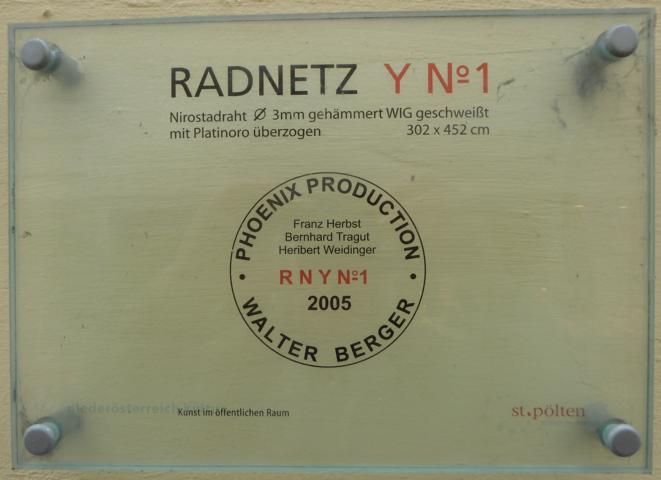 RADNETZ Y Nº1
Nirostadraht Ø 3mm gehämmert WIG geschweißt
mit Platinoro überzogen 302 x 452 cm
PHOENIX PRODUCTION
Franz Herbst
Bernhard Tragut
Heribert Weidinger
R N Y Nº1
2005
• WALTER BERGER •
niederösterreich
Kunst im öffentlichen Raum
st.pölten